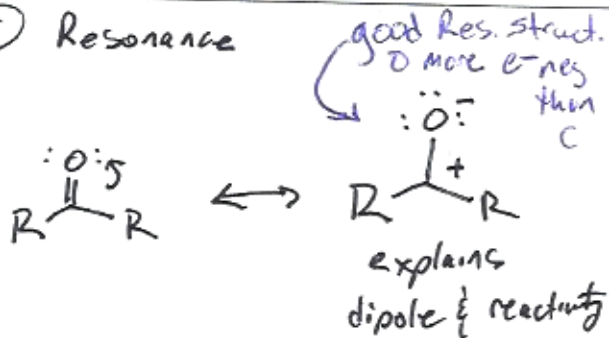 Resonance
good Res. struct.
O more e- neg
than
C
:O:
R R
:O:-
+
R R
explains
dipole & reactivity